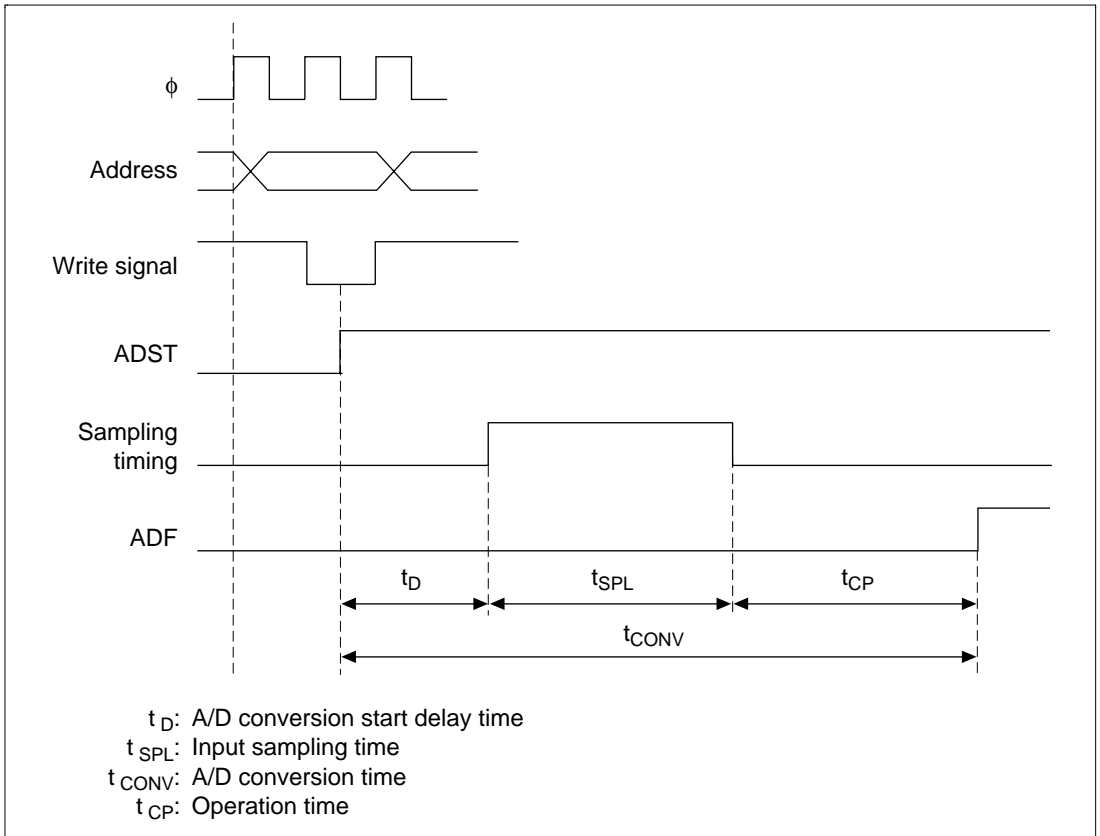 ϕ
Address
Write signal
ADST
Sampling
timing
ADF
tD
tSPL
tCP
tCONV
tD: A/D conversion start delay time
tSPL: Input sampling time
tCONV: A/D conversion time
tCP: Operation time